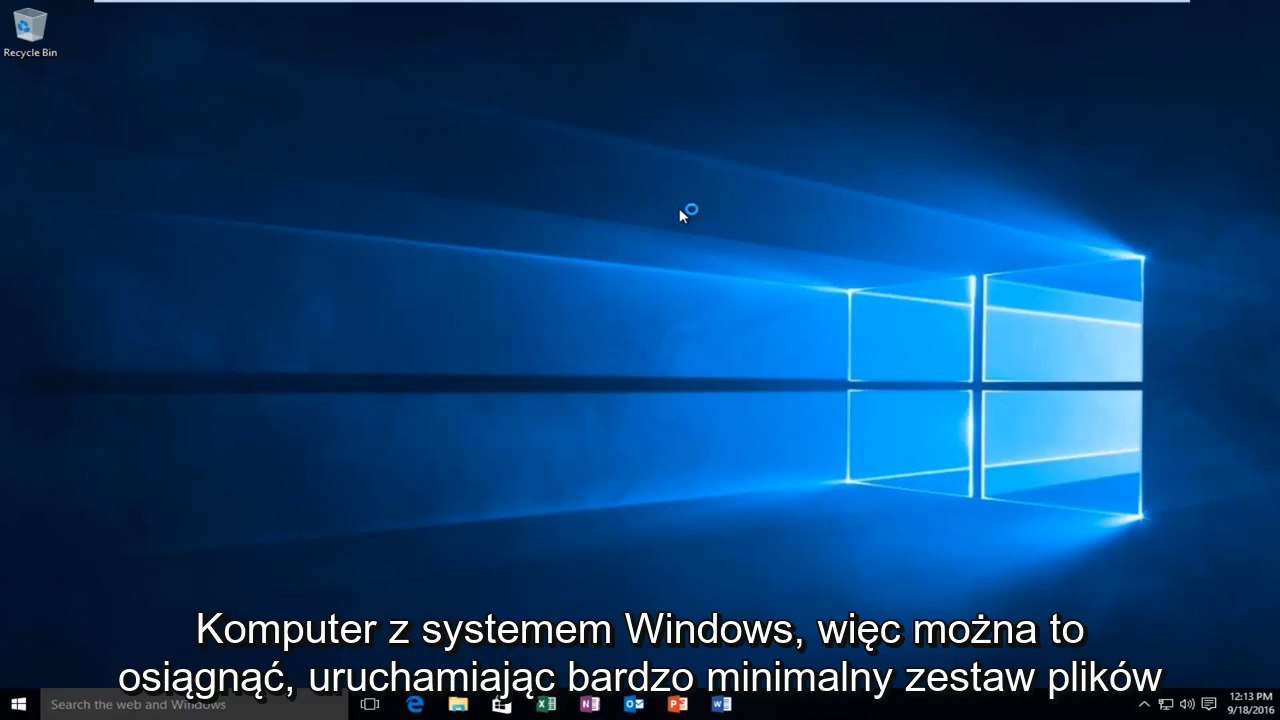 Recycle Bin
Komputer z systemem Windows, więc można to
osiągnąć, uruchamiając bardzo minimalny zestaw plików
Search the web and Windows
12:13 PM
9/18/2016